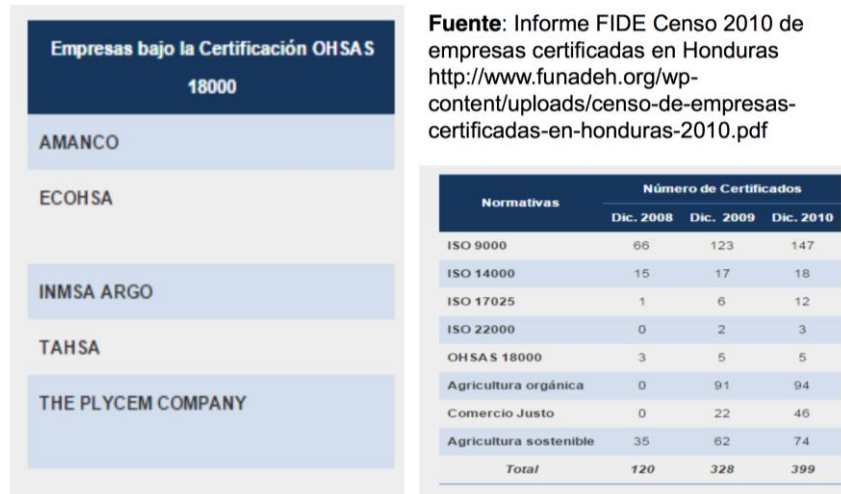 Empresas bajo la Certificación OHSAS
18000
AMANCO
ECOHSA
INMSA ARGO
TAHSA
THE PLYCEM COMPANY
Fuente: Informe FIDE Censo 2010 de
empresas certificadas en Honduras
http://www.funadeh.org/wp-
content/uploads/censo-de-empresas-
certificadas-en-honduras-2010.pdf
Normativas Número de Certificados
Dic. 2008 Dic. 2009 Dic. 2010
ISO 9000 66 123 147
ISO 14000 15 17 18
ISO 17025 1 6 12
ISO 22000 0 2 3
OHSAS 18000 3 5 5
Agricultura orgánica 0 91 94
Comercio Justo 0 22 46
Agricultura sostenible 35 62 74
Total 120 328 399